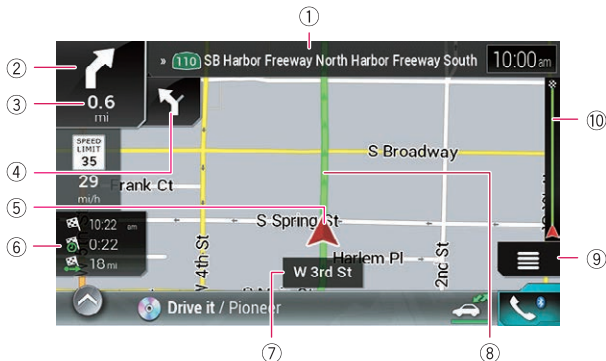 ①
② » 110 SB Harbor Freeway North Harbor Freeway South 10:00 am
③ 0.6
mi
④
⑩
SPEED
LIMIT
35
S Broadway
29
mi/h
Frank Ct
⑤
10:22 am
S Spring St
⑥ 0:22
18 mi
4th St
Harlem Pl
2nd St
⑨
W 3rd St
Drive it / Pioneer
⑦
⑧